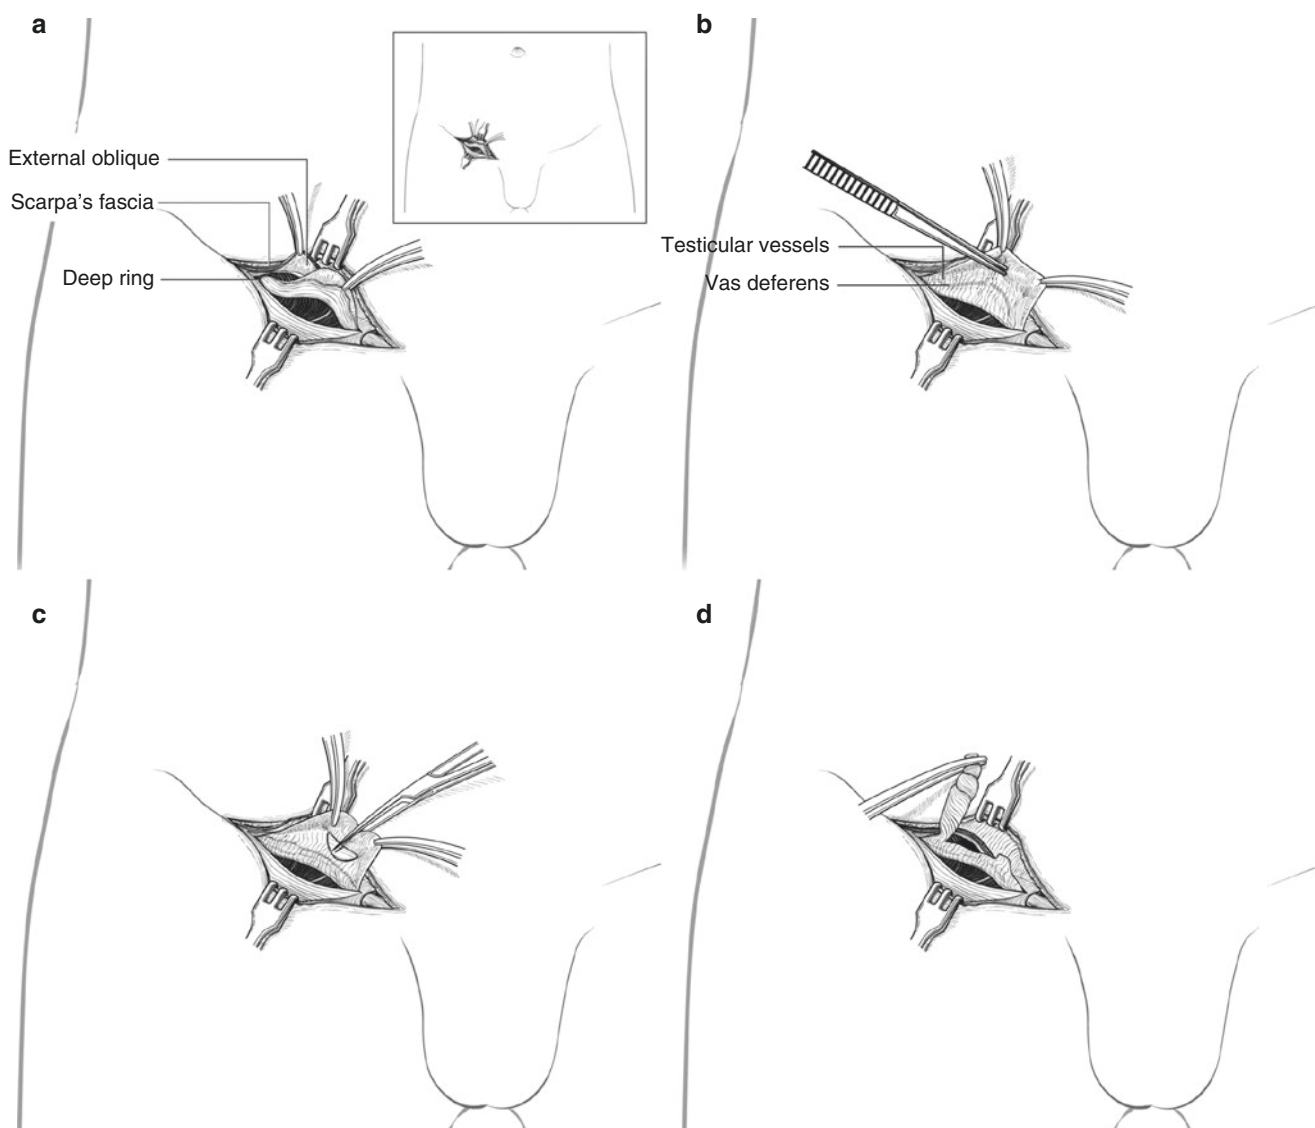 a
External oblique
Scarpa’s fascia
Deep ring
b
Testicular vessels
Vas deferens
c
d